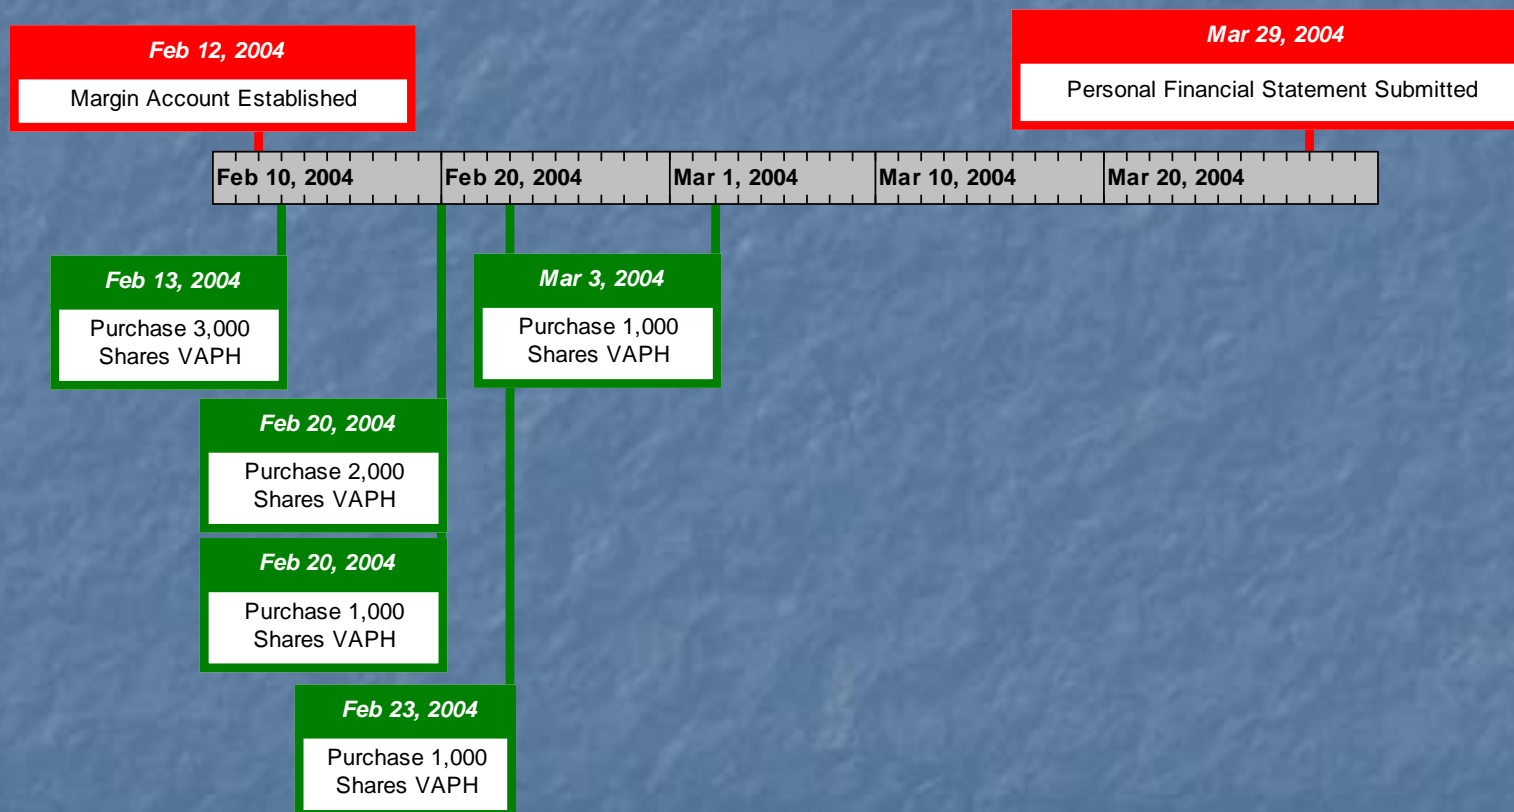 Feb 12, 2004
Margin Account Established
Mar 29, 2004
Personal Financial Statement Submitted
Feb 10, 2004
Feb 20, 2004
Mar 1, 2004
Mar 10, 2004
Mar 20, 2004
Feb 13, 2004
Purchase 3,000
Shares VAPH
Mar 3, 2004
Purchase 1,000
Shares VAPH
Feb 20, 2004
Purchase 2,000
Shares VAPH
Feb 20, 2004
Purchase 1,000
Shares VAPH
Feb 23, 2004
Purchase 1,000
Shares VAPH